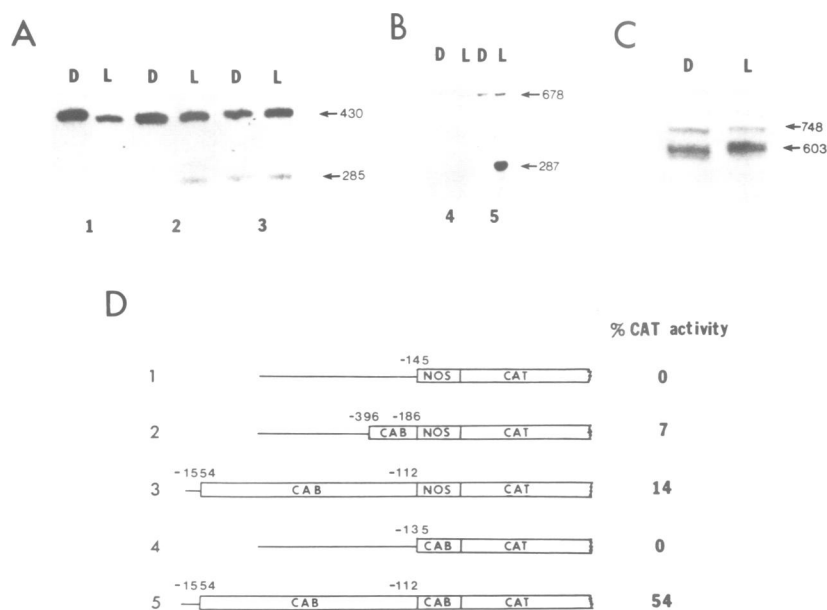 A
D L D L D L
←430
←285
1 2 3
B
D L D L
←678
←287
4 5
C
D L
←748
←603
D
% CAT activity
-145
1 NOS CAT 0
-396 -186
2 CAB NOS CAT 7
-1554 -112
3 CAB NOS CAT 14
-135
4 CAB CAT 0
-1554 -112
5 CAB CAB CAT 54